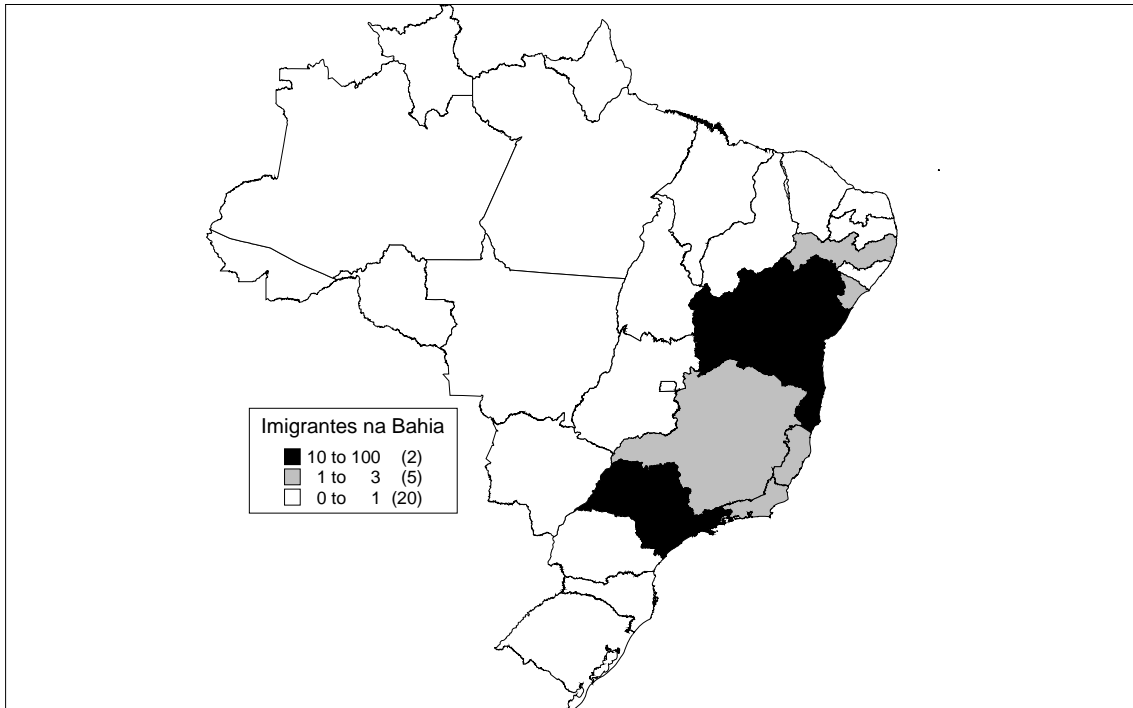 Imigrantes na Bahia
10 to 100 (2)
1 to 3 (5)
0 to 1 (20)